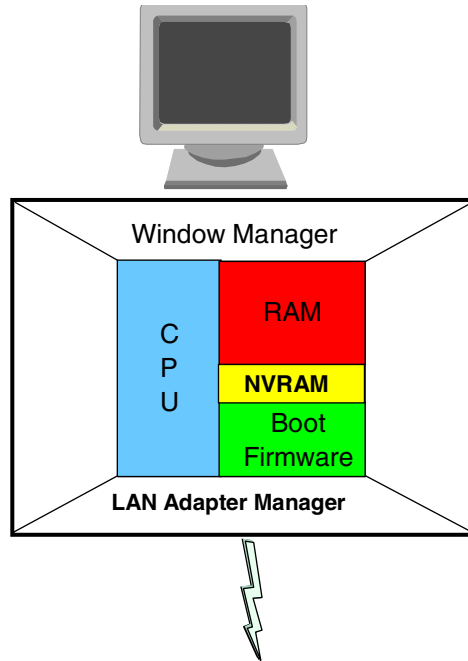 Window Manager
C
P
U
RAM
NVRAM
Boot
Firmware
LAN Adapter Manager